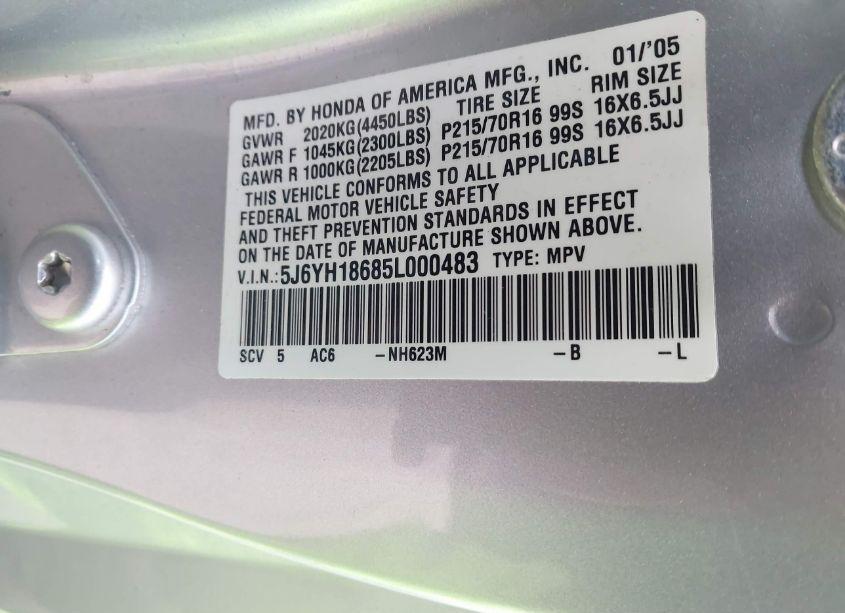 MFD. BY HONDA OF AMERICA MFG., INC. 01/'05
GVWR 2020KG(4450LBS) TIRE SIZE RIM SIZE
GAWR F 1045KG(2300LBS) P215/70R16 99S 16X6.5JJ
GAWR R 1000KG(2205LBS) P215/70R16 99S 16X6.5JJ
THIS VEHICLE CONFORMS TO ALL APPLICABLE
FEDERAL MOTOR VEHICLE SAFETY
AND THEFT PREVENTION STANDARDS IN EFFECT
ON THE DATE OF MANUFACTURE SHOWN ABOVE.
V.I.N.: 5J6YH18685L000483 TYPE: MPV
SCV 5 AC6 -NH623M -B -L